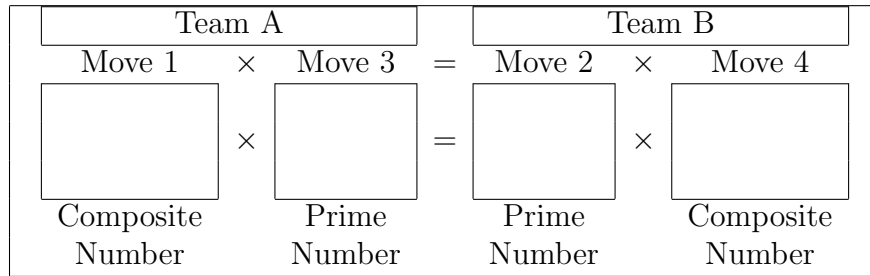 Team A Team B
Move 1 × Move 3 = Move 2 × Move 4
× = ×
Composite Prime Prime Composite
Number Number Number Number